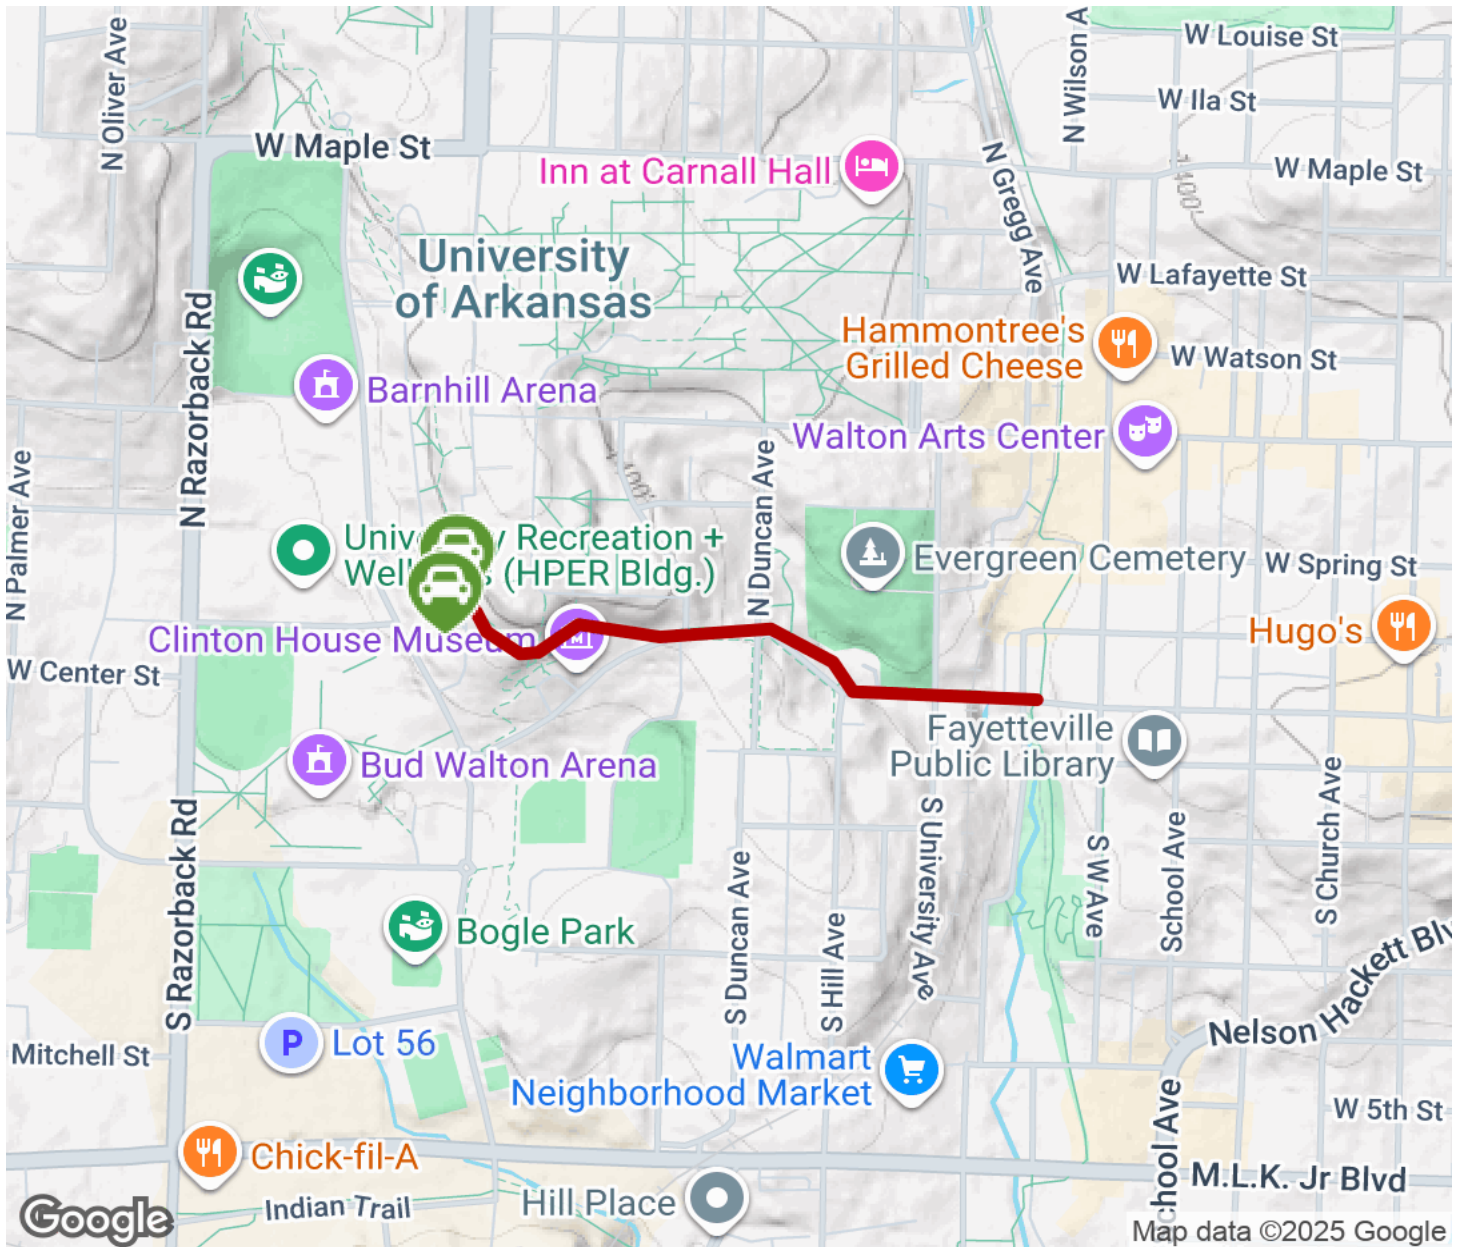 W Louise St
N Wilson A
N Oliver Ave
W Ila St
W Maple St
N Gregg Ave
Inn at Carnall Hall
W Maple St
1400'
University
of Arkansas
W Lafayette St
N Razorback Rd
Hammontree's
Grilled Cheese
W Watson St
Barnhill Arena
Walton Arts Center
N Palmer Ave
N Duncan Ave
Recreation +
(HPER Bldg.)
Evergreen Cemetery
W Spring St
Clinton House Museum
M
Hugo's
W Center St
Fayetteville
Public Library
Bud Walton Arena
S Razorback Rd
S University Ave
S W Ave
School Ave
S Church Ave
S Duncan Ave
S Hill Ave
Bogle Park
Nelson Hackett Blv
P
Lot 56
Mitchell St
Walmart
Neighborhood Market
W 5th St
chool Ave
Chick-fil-A
M.L.K. Jr Blvd
Indian Trail
Hill Place
Google
Map data ©2025 Google